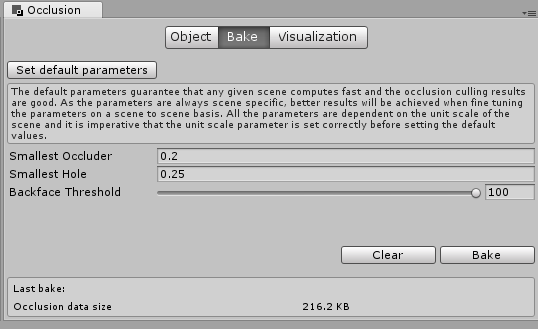 Occlusion
Object Bake Visualization
Set default parameters
The default parameters guarantee that any given scene computes fast and the occlusion culling results
are good. As the parameters are always scene specific, better results will be achieved when fine tuning
the parameters on a scene to scene basis. All the parameters are dependent on the unit scale of the
scene and it is imperative that the unit scale parameter is set correctly before setting the default
values.
Smallest Occluder 0.2
Smallest Hole 0.25
Backface Threshold 100
Clear Bake
Last bake:
Occlusion data size 216.2 KB